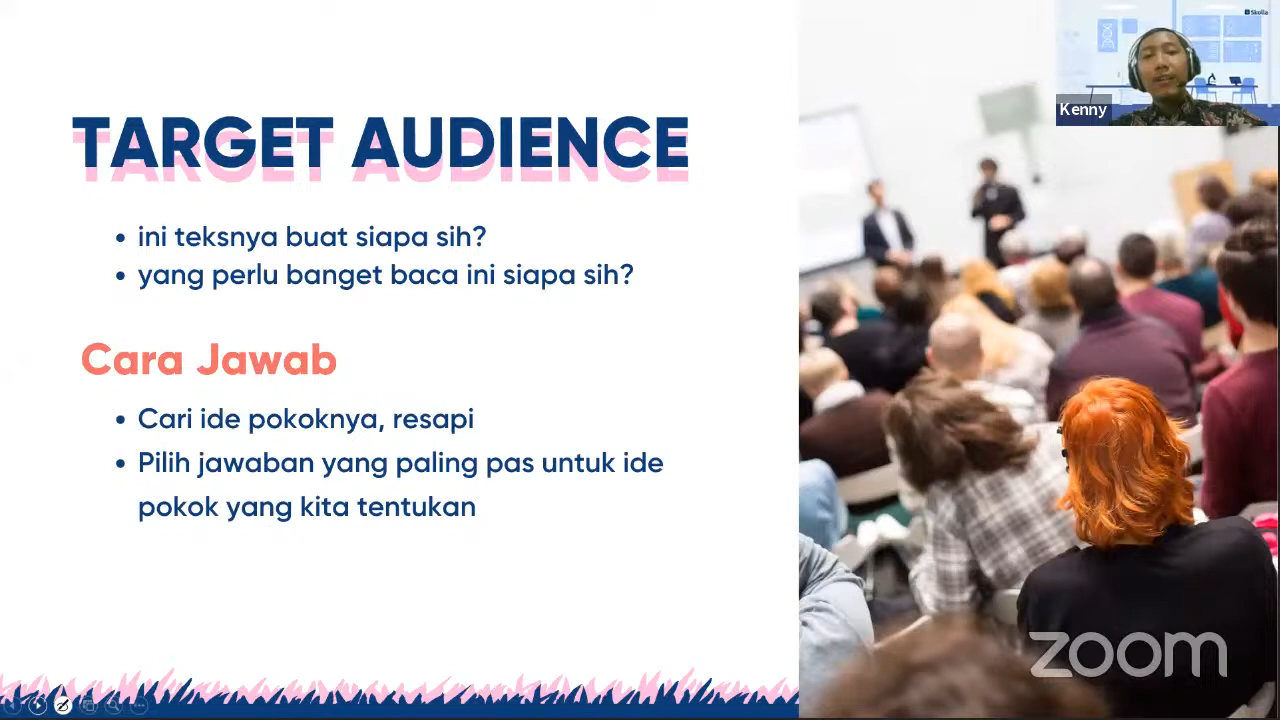 TARGET AUDIENCE
• ini teksnya buat siapa sih?
• yang perlu banget baca ini siapa sih?
Cara Jawab
• Cari ide pokoknya, resapi
• Pilih jawaban yang paling pas untuk ide
pokok yang kita tentukan
Skolla
Kenny
zoom